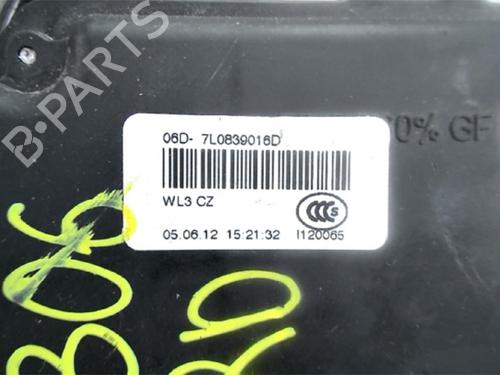 B-PARTS
06D- 7L0839016D
0% GF
WL3 CZ
CCC S
05.06.12 15:21:32 I120065